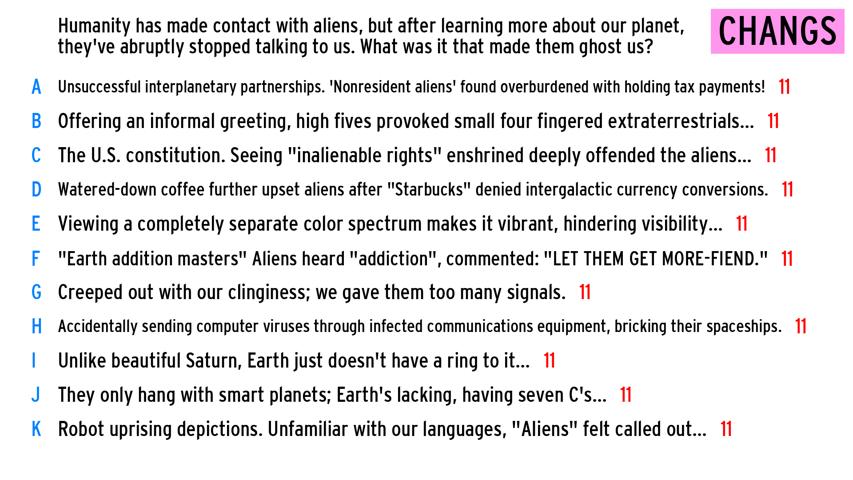 Humanity has made contact with aliens, but after learning more about our planet,
they've abruptly stopped talking to us. What was it that made them ghost us?
CHANGS
A Unsuccessful interplanetary partnerships. 'Nonresident aliens' found overburdened with holding tax payments! 11
B Offering an informal greeting, high fives provoked small four fingered extraterrestrials... 11
C The U.S. constitution. Seeing "inalienable rights" enshrined deeply offended the aliens... 11
D Watered-down coffee further upset aliens after "Starbucks" denied intergalactic currency conversions. 11
E Viewing a completely separate color spectrum makes it vibrant, hindering visibility... 11
F "Earth addition masters" Aliens heard "addiction", commented: "LET THEM GET MORE-FIEND." 11
G Creeped out with our clinginess; we gave them too many signals. 11
H Accidentally sending computer viruses through infected communications equipment, bricking their spaceships. 11
I Unlike beautiful Saturn, Earth just doesn't have a ring to it... 11
J They only hang with smart planets; Earth's lacking, having seven C's... 11
K Robot uprising depictions. Unfamiliar with our languages, "Aliens" felt called out... 11